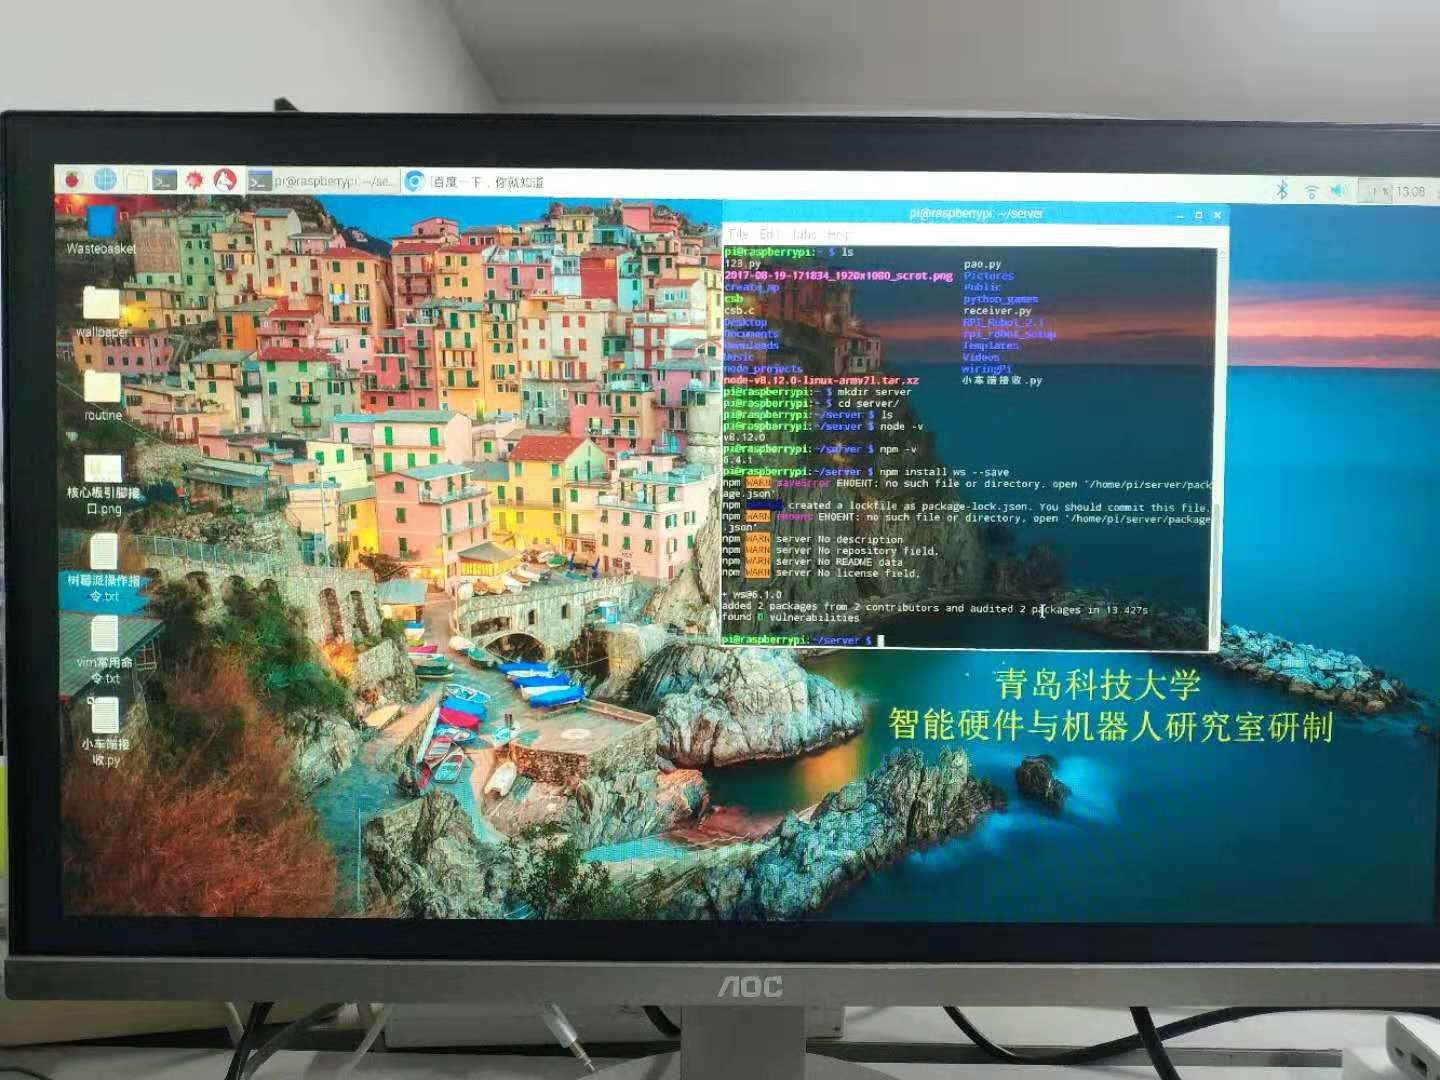 pi@raspberrypi: ~/se...
百度一下，你就知道
13:08
Wastebasket
wallpaper
routine
核心板引脚接
口.png
树莓派操作指
令.txt
vim常用命
令.txt
小车端接
收.py
pi@raspberrypi: ~/server
File Edit Tabs Help
pi@raspberrypi:~ $ ls
123.py pao.py
2017-08-19-171834_1920x1080_scrot.png Pictures
create_ap Public
csb python_games
csb.c receiver.py
Desktop RPI_Robot_2.1
Documents rpi_robot_setup
Downloads Templates
Music Videos
node_projects wiringPi
node-v8.12.0-linux-armv7l.tar.xz 小车端接收.py
pi@raspberrypi:~ $ mkdir server
pi@raspberrypi:~ $ cd server/
pi@raspberrypi:~/server $ ls
pi@raspberrypi:~/server $ node -v
v8.12.0
pi@raspberrypi:~/server $ npm -v
6.4.1
pi@raspberrypi:~/server $ npm install ws --save
npm WARN saveError ENOENT: no such file or directory, open '/home/pi/server/pack
age.json'
npm created a lockfile as package-lock.json. You should commit this file.
npm WARN enoent ENOENT: no such file or directory, open '/home/pi/server/package
.json'
npm WARN server No description
npm WARN server No repository field.
npm WARN server No README data
npm WARN server No license field.
+ ws@6.1.0
added 2 packages from 2 contributors and audited 2 packages in 13.427s
found 0 vulnerabilities
pi@raspberrypi:~/server $
青岛科技大学
智能硬件与机器人研究室研制
AOC